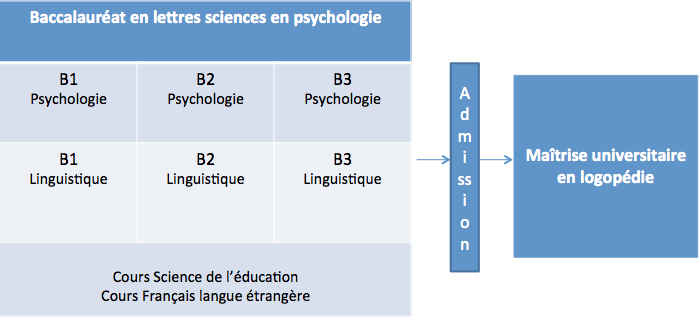 Baccalauréat en lettres sciences en psychologie
B1 B2 B3
Psychologie Psychologie Psychologie
B1 B2 B3
Linguistique Linguistique Linguistique
Cours Science de l’éducation
Cours Français langue étrangère
Admission
Maîtrise universitaire
en logopédie